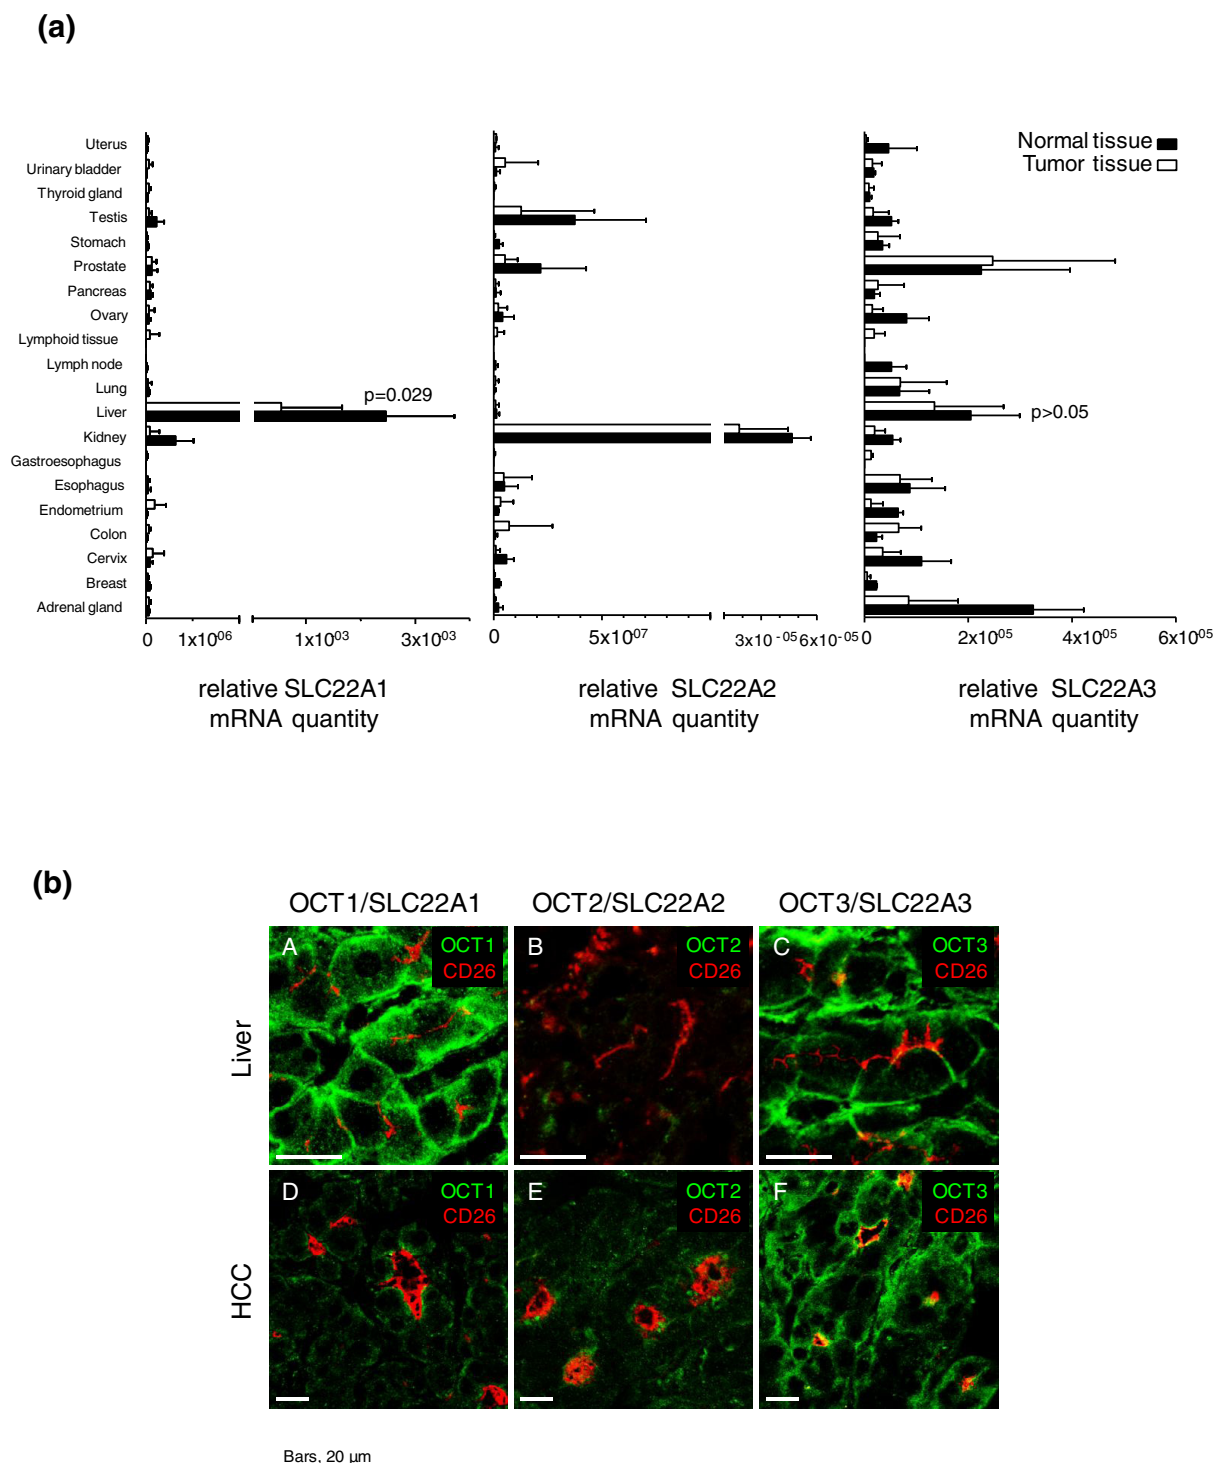 (a)
Normal tissue
Tumor tissue
Uterus
Urinary bladder
Thyroid gland
Testis
Stomach
Prostate
Pancreas
Ovary
Lymphoid tissue
Lymph node
Lung
Liver
Kidney
Gastroesophagus
Esophagus
Endometrium
Colon
Cervix
Breast
Adrenal gland
p=0.029
p>0.05
0 1x10⁰⁶ 1x10⁰³ 3x10⁰³
0 5x10⁰⁷ 3x10⁻⁰⁵ 6x10⁻⁰⁵
0 2x10⁰⁵ 4x10⁰⁵ 6x10⁰⁵
relative SLC22A1
mRNA quantity
relative SLC22A2
mRNA quantity
relative SLC22A3
mRNA quantity
(b)
OCT1/SLC22A1 OCT2/SLC22A2 OCT3/SLC22A3
Liver
A OCT1
CD26
B OCT2
CD26
C OCT3
CD26
HCC
D OCT1
CD26
E OCT2
CD26
F OCT3
CD26
Bars, 20 µm